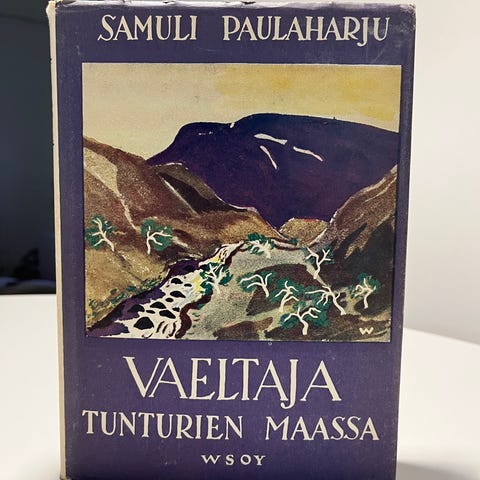 SAMULI PAULAHARJU
W
VAELTAJA
TUNTURIEN MAASSA
WSOY